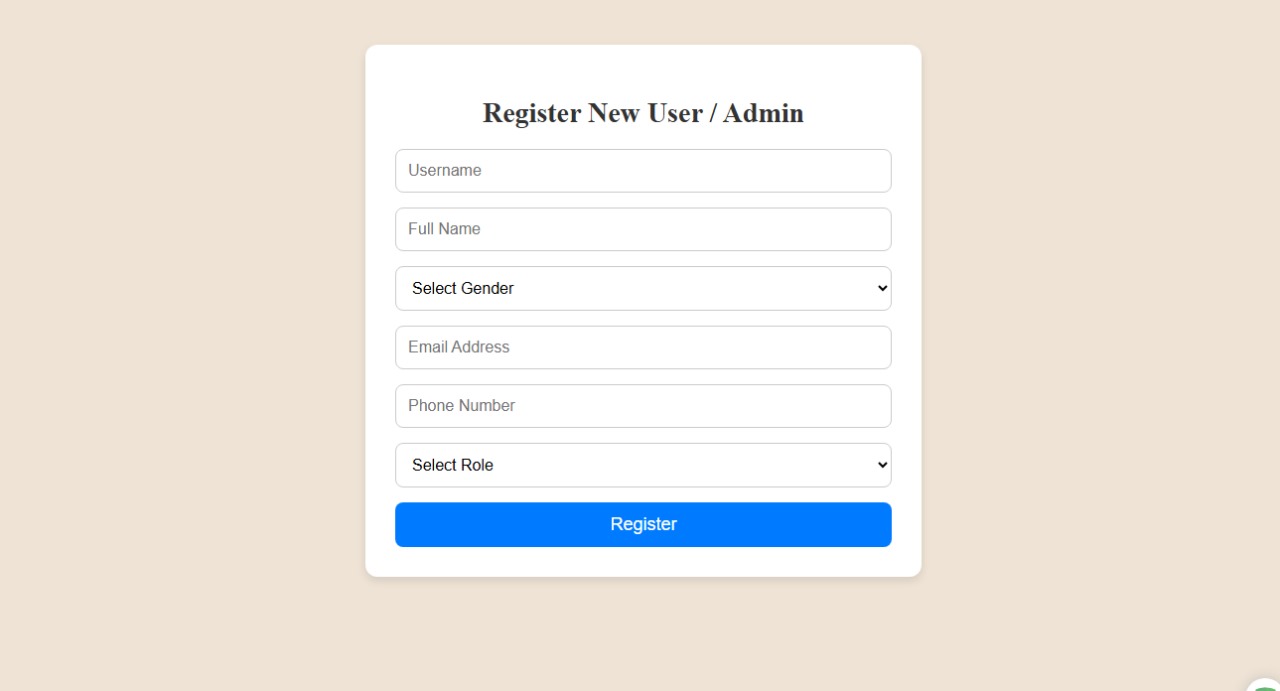 Register New User / Admin
Username
Full Name
Select Gender
Email Address
Phone Number
Select Role
Register